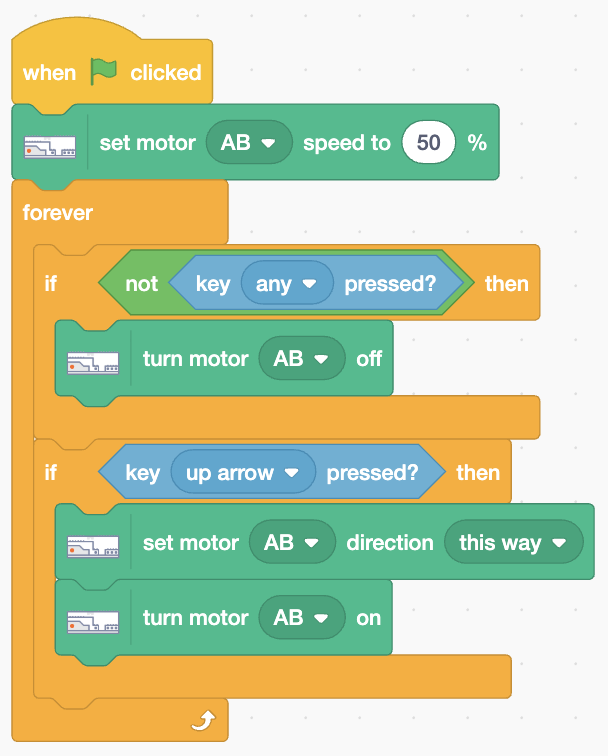 when clicked
set motor AB speed to 50 %
forever
if not key any pressed? then
turn motor AB off
if key up arrow pressed? then
set motor AB direction this way
turn motor AB on